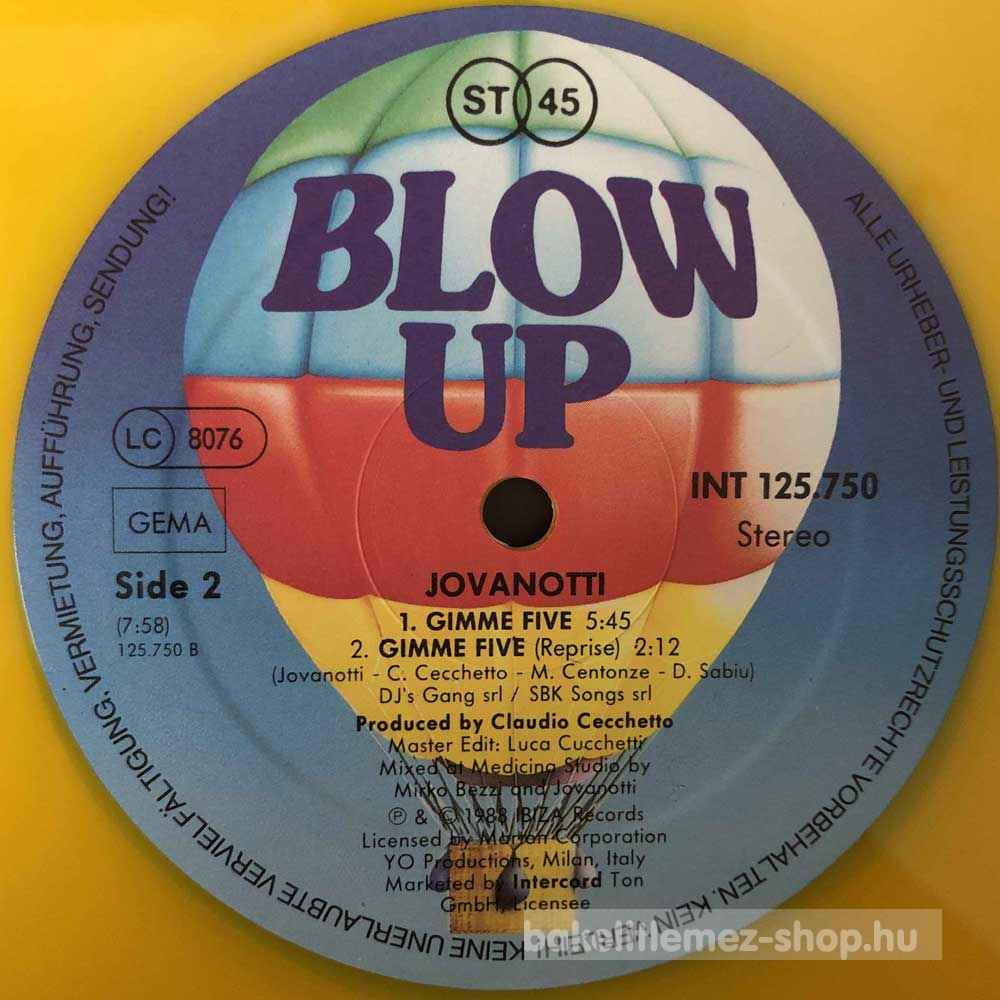 ST 45
BLOW
UP
LC 8076
GEMA
INT 125.750
Stereo
Side 2
(7:58)
125.750 B
JOVANOTTI
1. GIMME FIVE 5:45
2. GIMME FIVE (Reprise) 2:12
(Jovanotti - C. Cecchetto - M. Centonze - D. Sabiu)
DJ's Gang srl / SBK Songs srl
Produced by Claudio Cecchetto
Master Edit: Luca Cucchetti
Mixed at Medicina Studio by
Mirko Bezzi and Jovanotti
℗ & © 1988 IBIZA Records
Licensed by Morton Corporation
YO Productions, Milan, Italy
Marketed by Intercord Ton
GmbH, Licensee
ALLE URHEBER- UND LEISTUNGSSCHUTZRECHTE VORBEHALTEN. KEIN VERLEIH! KEINE UNERLAUBTE VERVIELFÄLTIGUNG, VERMIETUNG, AUFFÜHRUNG, SENDUNG!
bakelitlemez-shop.hu